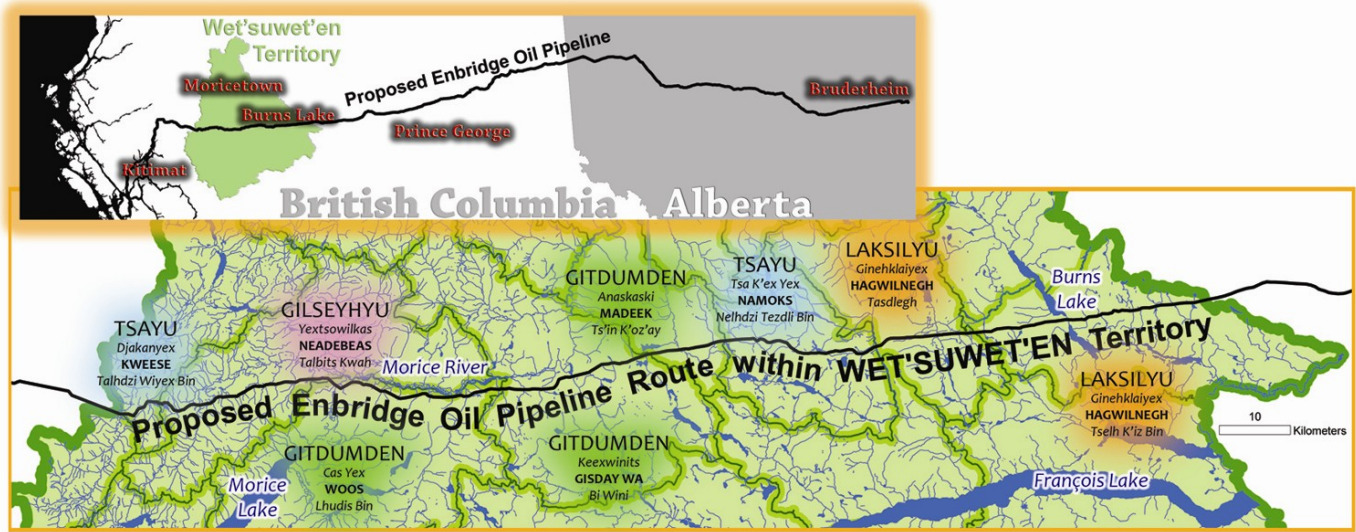 Wet'suwet'en
Territory
Moricetown
Burns Lake
Proposed Enbridge Oil Pipeline
Prince George
Bruderheim
Kitimat
British Columbia
Alberta
TSAYU
Djakanyex
KWEESE
Talhdzi Wiyex Bin
GILSEYHYU
Yextsowilkas
NEADEBEAS
Talbits Kwah
Morice River
GITDUMDEN
Anaskaski
MADEEK
Ts'in K'oz'ay
TSAYU
Tsa K'ex Yex
NAMOKS
Nelhdzi Tezdli Bin
LAKSILYU
Ginehklaiyex
HAGWILNEGH
Tasdlegh
Burns
Lake
Proposed Enbridge Oil Pipeline Route within WET'SUWET'EN Territory
GITDUMDEN
Cas Yex
WOOS
Lhudis Bin
Morice
Lake
GITDUMDEN
Keexwinits
GISDAY WA
Bi Wini
LAKSILYU
Ginehklaiyex
HAGWILNEGH
Tselh K'iz Bin
François Lake
10
Kilometers